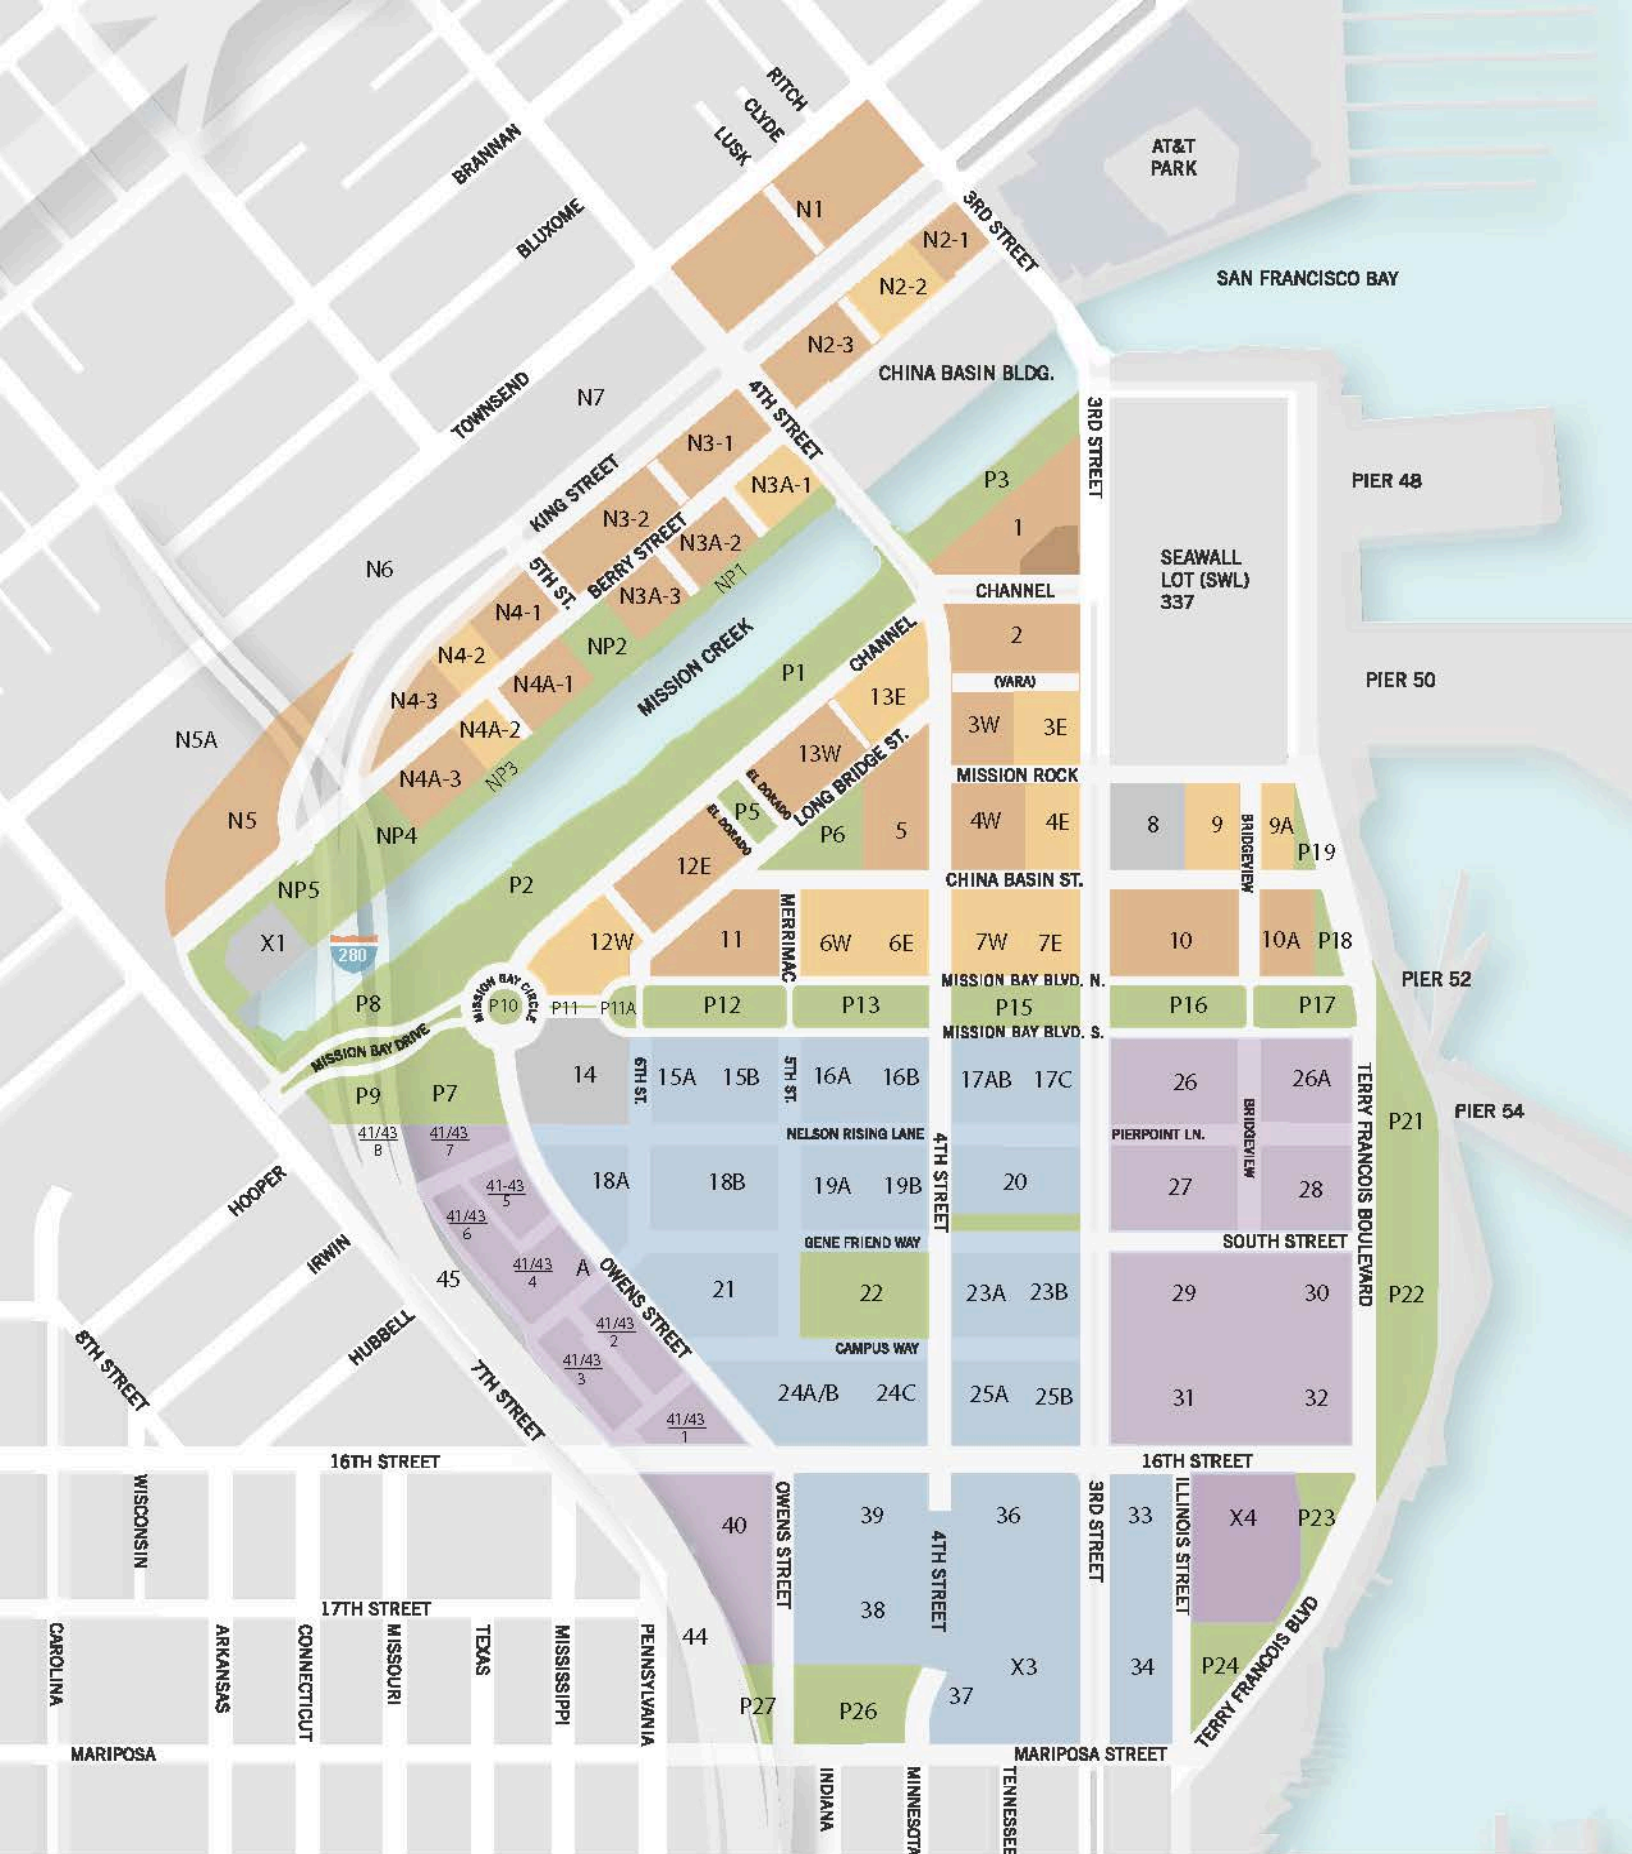 RITCH
CLYDE
LUSK
BRANNAN
BLUXOME
AT&T
PARK
N1
3RD STREET
N2-1
N2-2
SAN FRANCISCO BAY
N2-3
CHINA BASIN BLDG.
TOWNSEND
N7
4TH STREET
3RD STREET
N3-1
KING STREET
N3A-1
P3
PIER 48
N3-2
BERRY STREET
N3A-2
1
SEAWALL
LOT (SWL)
337
N6
5TH ST.
N3A-3
NP1
CHANNEL
N4-1
NP2
MISSION CREEK
CHANNEL
2
N4-2
N4A-1
P1
(VARA)
PIER 50
N4-3
13E
N4A-2
3W
3E
N5A
13W
LONG BRIDGE ST.
N4A-3
NP3
EL DORADO
MISSION ROCK
N5
NP4
P5
EL DORADO
P6
5
4W
4E
8
9
BRIDGEVIEW
9A
P19
12E
NP5
P2
CHINA BASIN ST.
X1
280
12W
11
MERRIMAC
6W
6E
7W
7E
10
10A
P18
MISSION BAY BLVD. N.
PIER 52
P8
MISSION BAY CIRCLE
P10
P11
P11A
P12
P13
P15
P16
P17
MISSION BAY DRIVE
MISSION BAY BLVD. S.
P9
P7
14
6TH ST.
15A
15B
5TH ST.
16A
16B
17AB
17C
26
26A
TERRY FRANCOIS BOULEVARD
P21
PIER 54
41/43
8
41/43
7
NELSON RISING LANE
4TH STREET
PIERPOINT LN.
BRIDGEVIEW
HOOPER
41-43
5
18A
18B
19A
19B
20
27
28
41/43
6
IRWIN
GENE FRIEND WAY
SOUTH STREET
45
41/43
4
A
OWENS STREET
21
22
23A
23B
29
30
P22
8TH STREET
HUBBELL
41/43
2
CAMPUS WAY
41/43
3
7TH STREET
24A/B
24C
25A
25B
31
32
41/43
1
16TH STREET
16TH STREET
WISCONSIN
40
OWENS STREET
39
4TH STREET
36
3RD STREET
33
ILLINOIS STREET
X4
P23
17TH STREET
38
CAROLINA
ARKANSAS
CONNECTICUT
MISSOURI
TEXAS
MISSISSIPPI
PENNSYLVANIA
44
X3
34
P24
TERRY FRANCOIS BLVD
P27
P26
37
MARIPOSA
MARIPOSA STREET
INDIANA
MINNESOTA
TENNESSEE